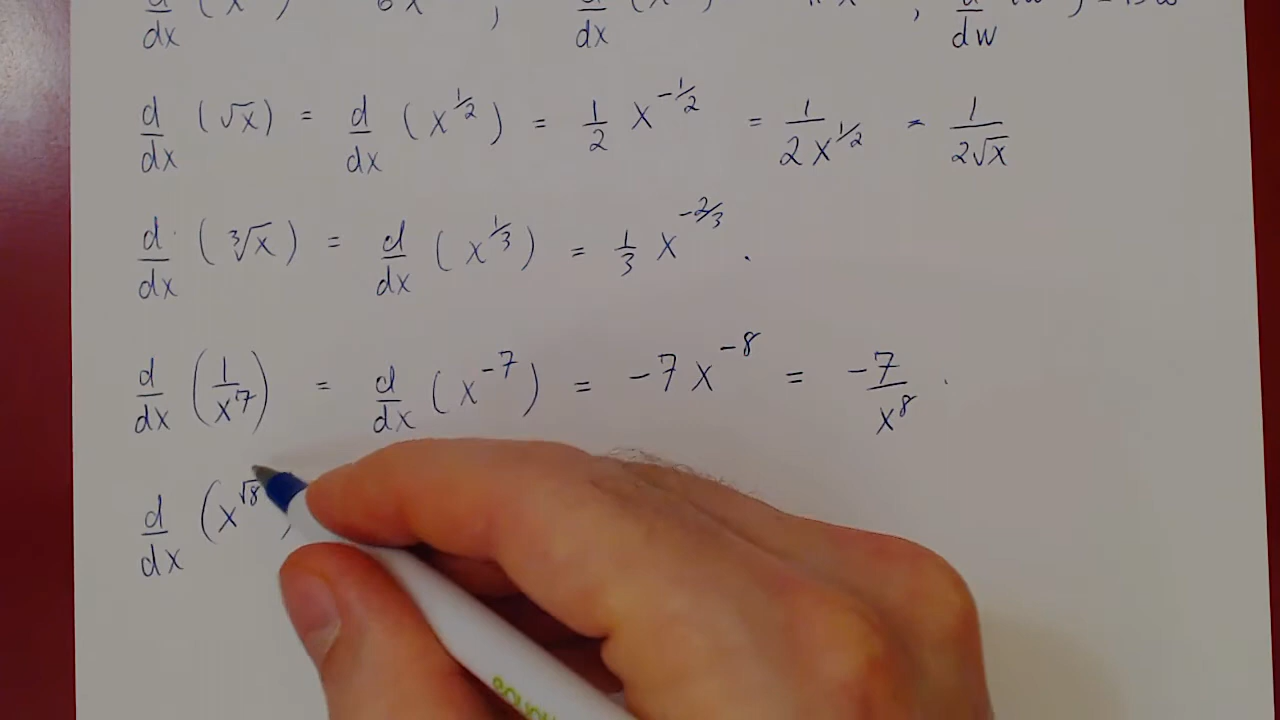 d/dx (√x) = d/dx (x^1/2) = 1/2 x^-1/2 = 1/2x^1/2 = 1/2√x
d/dx (∛x) = d/dx (x^1/3) = 1/3 x^-2/3 .
d/dx (1/x^7) = d/dx (x^-7) = -7x^-8 = -7/x^8 .
d/dx (x^√8)